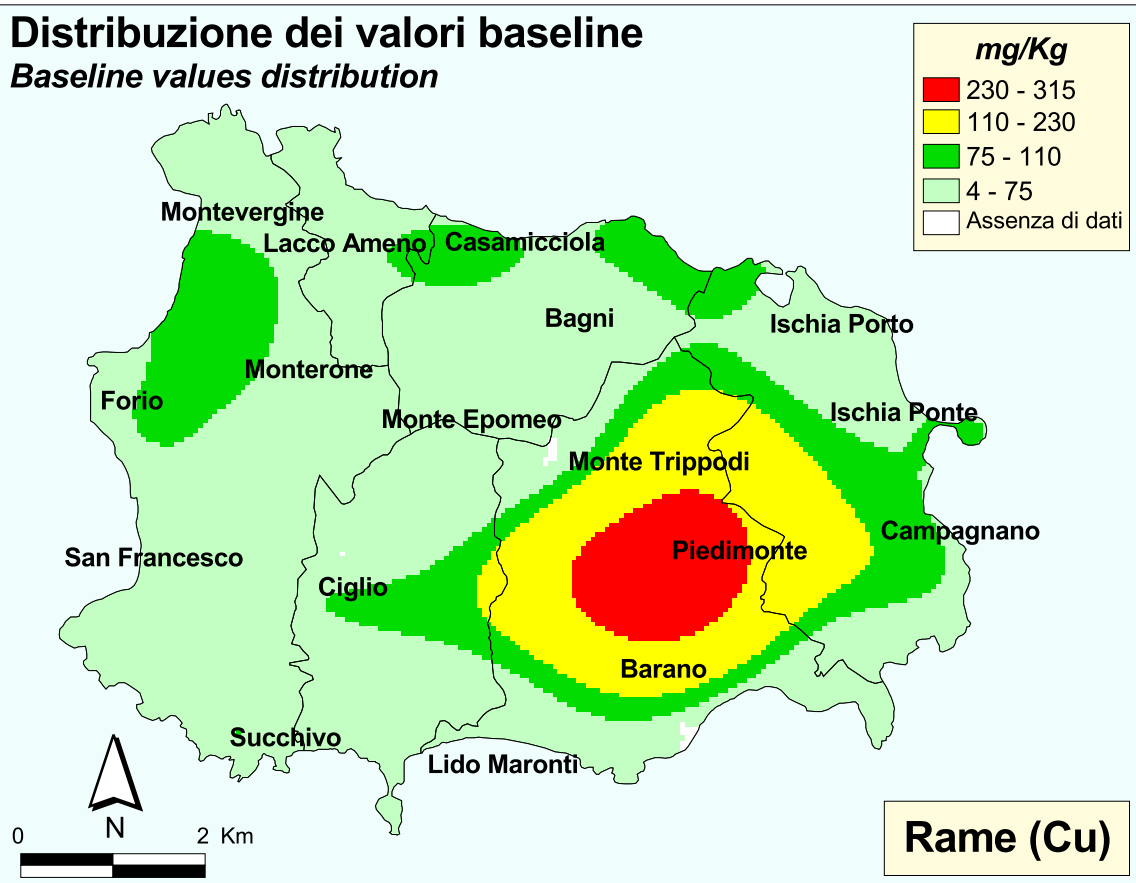 Distribuzione dei valori baseline
Baseline values distribution
mg/Kg
230 - 315
110 - 230
75 - 110
4 - 75
Assenza di dati
Montevergine
Lacco Ameno
Casamicciola
Bagni
Ischia Porto
Monterone
Forio
Monte Epomeo
Ischia Ponte
Monte Trippodi
Campagnano
Piedimonte
San Francesco
Ciglio
Barano
Succhivo
Lido Maronti
N
0 2 Km
Rame (Cu)